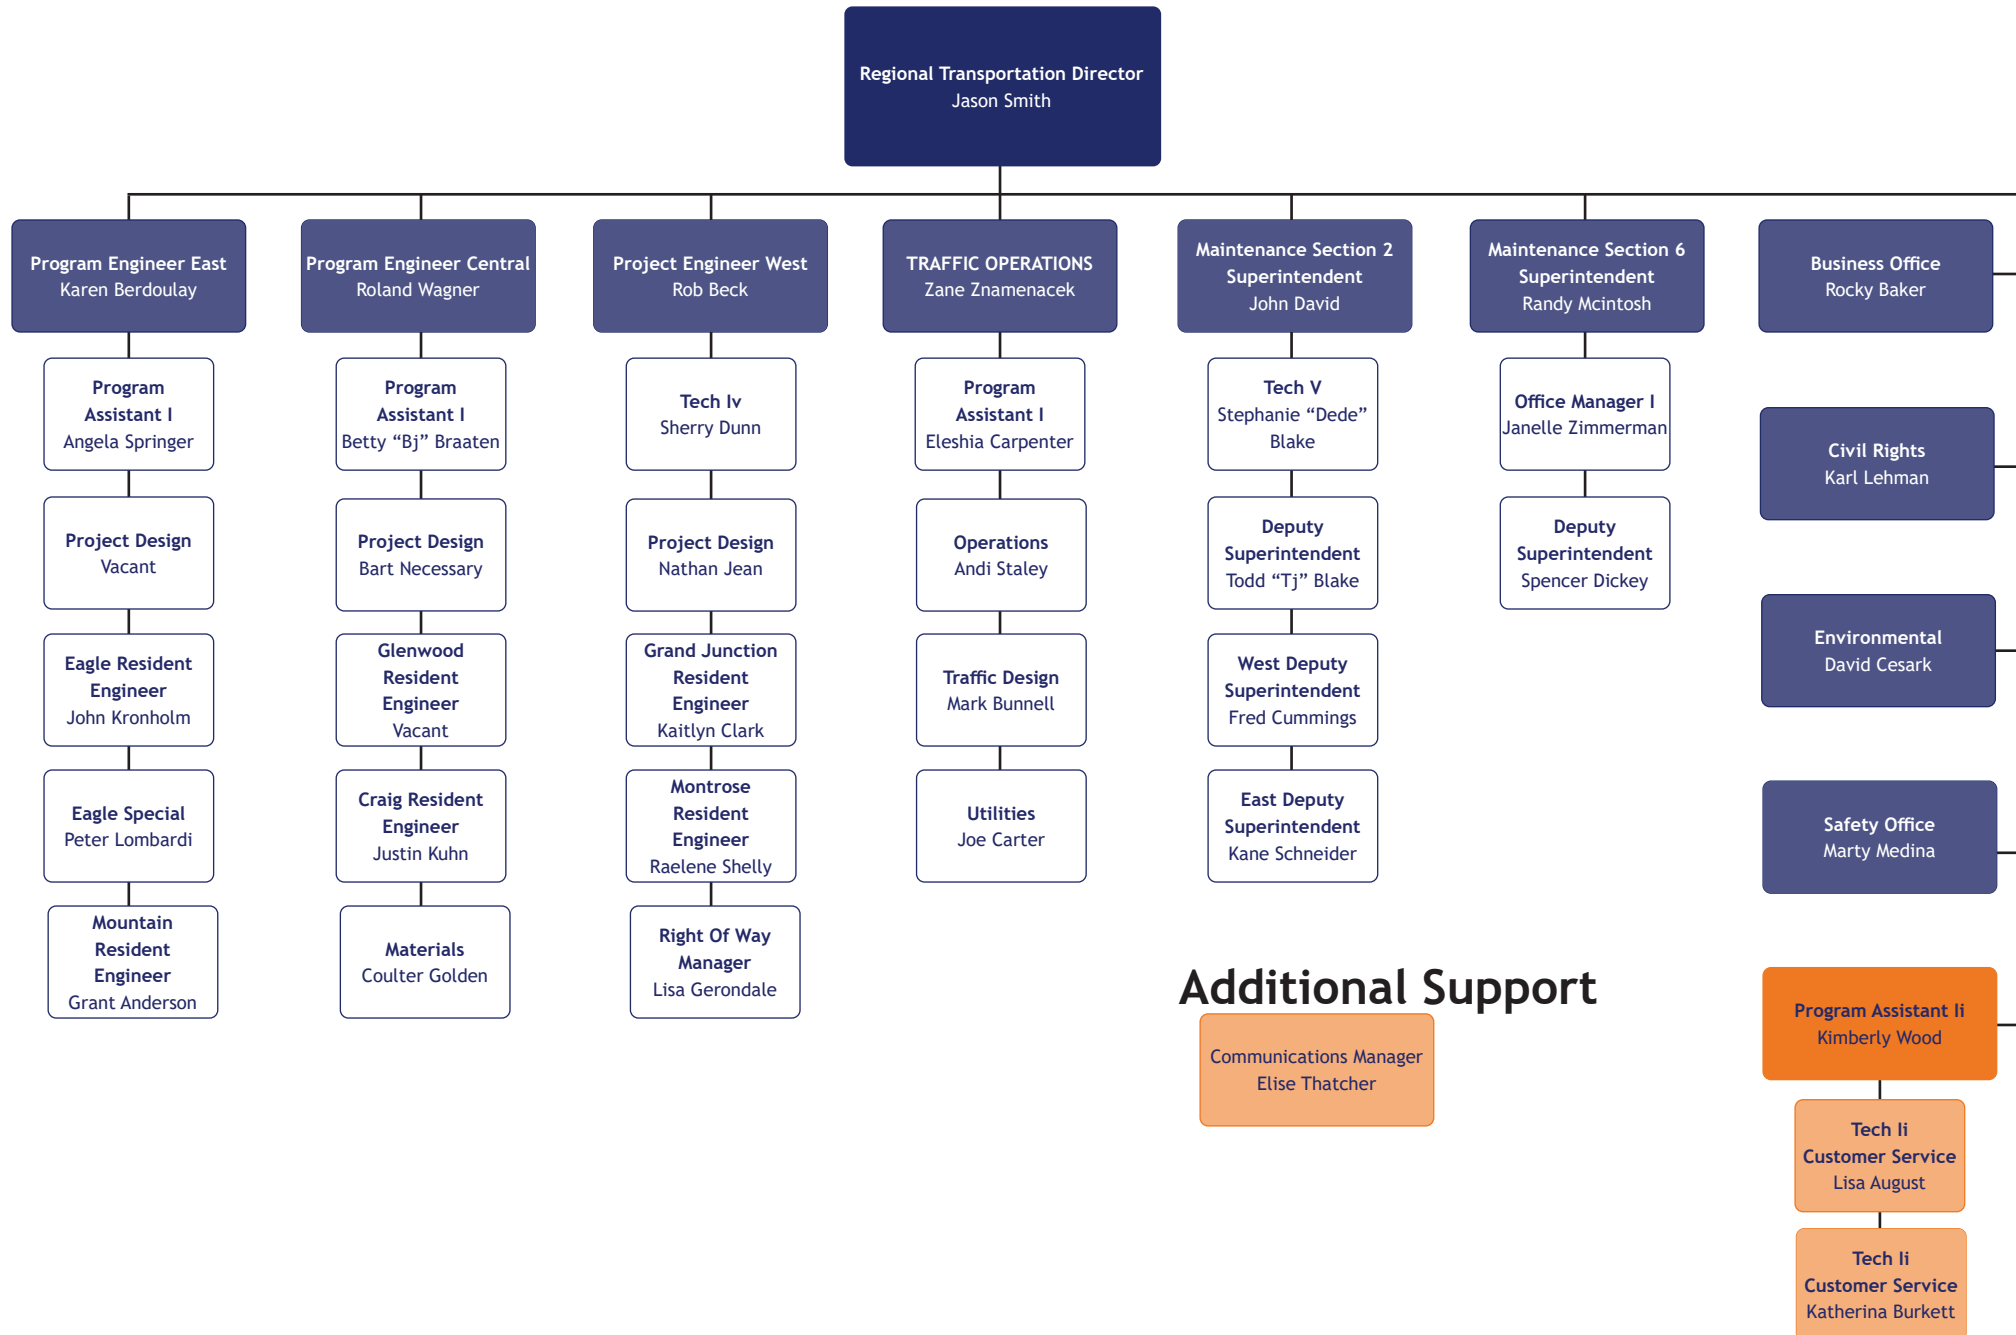 Regional Transportation Director
Jason Smith
Program Engineer East
Karen Berdoulay
Program Assistant I
Angela Springer
Project Design
Vacant
Eagle Resident
Engineer
John Kronholm
Eagle Special
Peter Lombardi
Mountain
Resident
Engineer
Grant Anderson
Program Engineer Central
Roland Wagner
Program
Assistant I
Betty “Bj” Braaten
Project Design
Bart Necessary
Glenwood
Resident
Engineer
Vacant
Craig Resident
Engineer
Justin Kuhn
Materials
Coulter Golden
Project Engineer West
Rob Beck
Tech Iv
Sherry Dunn
Project Design
Nathan Jean
Grand Junction
Resident
Engineer
Kaitlyn Clark
Montrose
Resident
Engineer
Raelene Shelly
Right Of Way
Manager
Lisa Gerondale
TRAFFIC OPERATIONS
Zane Znamenacek
Program
Assistant I
Eleshia Carpenter
Operations
Andi Staley
Traffic Design
Mark Bunnell
Utilities
Joe Carter
Maintenance Section 2
Superintendent
John David
Tech V
Stephanie “Dede”
Blake
Deputy
Superintendent
Todd “Tj” Blake
West Deputy
Superintendent
Fred Cummings
East Deputy
Superintendent
Kane Schneider
Maintenance Section 6
Superintendent
Randy Mcintosh
Office Manager I
Janelle Zimmerman
Deputy
Superintendent
Spencer Dickey
Business Office
Rocky Baker
Civil Rights
Karl Lehman
Environmental
David Cesark
Safety Office
Marty Medina
Program Assistant Ii
Kimberly Wood
Tech Ii
Customer Service
Lisa August
Tech Ii
Customer Service
Katherina Burkett
Additional Support
Communications Manager
Elise Thatcher